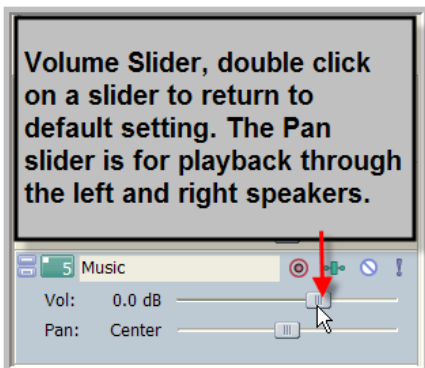 Volume Slider, double click
on a slider to return to
default setting. The Pan
slider is for playback through
the left and right speakers.
5 Music
Vol: 0.0 dB
Pan: Center